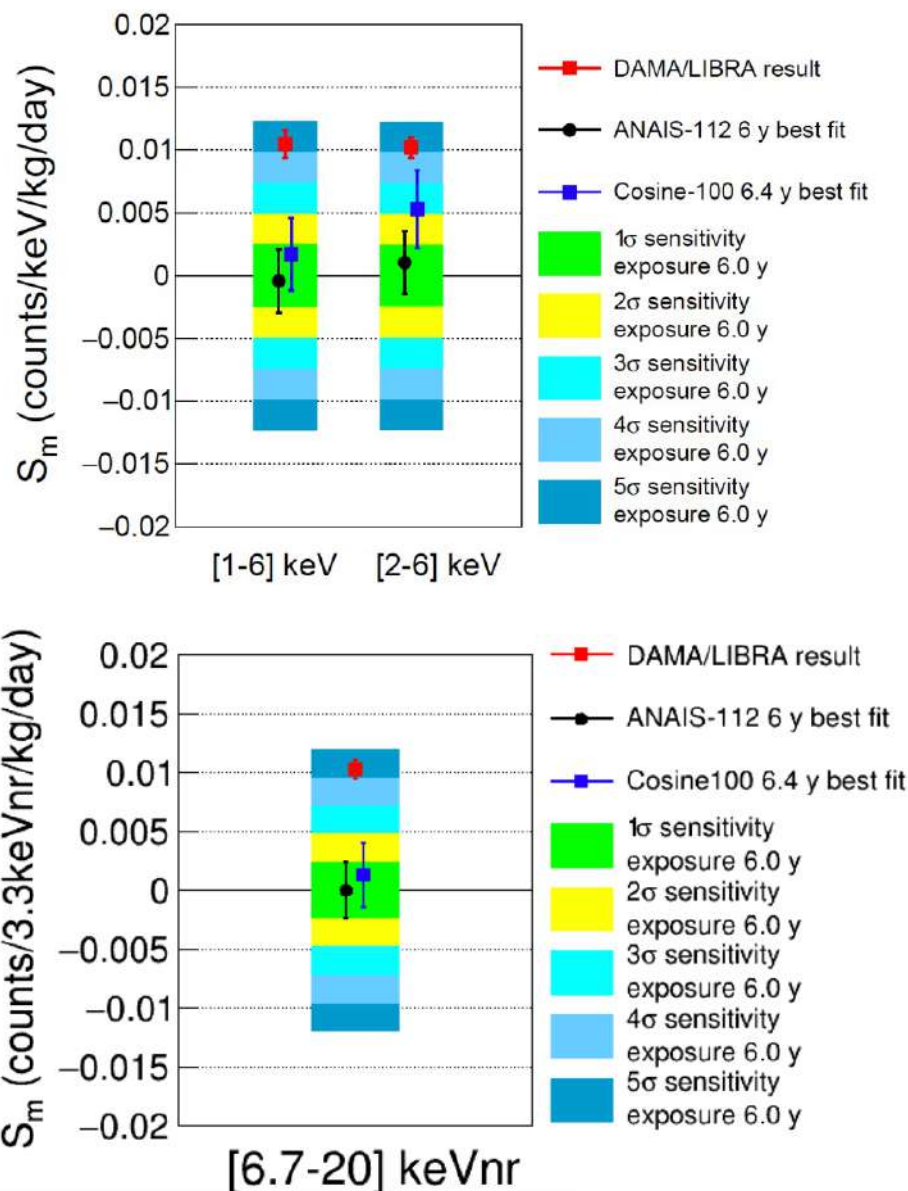 0.02
0.015
0.01
0.005
0
−0.005
−0.01
−0.015
−0.02
S_m (counts/keV/kg/day)
[1-6] keV [2-6] keV
DAMA/LIBRA result
ANAIS-112 6 y best fit
Cosine-100 6.4 y best fit
1σ sensitivity
exposure 6.0 y
2σ sensitivity
exposure 6.0 y
3σ sensitivity
exposure 6.0 y
4σ sensitivity
exposure 6.0 y
5σ sensitivity
exposure 6.0 y
0.02
0.015
0.01
0.005
0
−0.005
−0.01
−0.015
−0.02
S_m (counts/3.3keVnr/kg/day)
[6.7-20] keVnr
DAMA/LIBRA result
ANAIS-112 6 y best fit
Cosine100 6.4 y best fit
1σ sensitivity
exposure 6.0 y
2σ sensitivity
exposure 6.0 y
3σ sensitivity
exposure 6.0 y
4σ sensitivity
exposure 6.0 y
5σ sensitivity
exposure 6.0 y